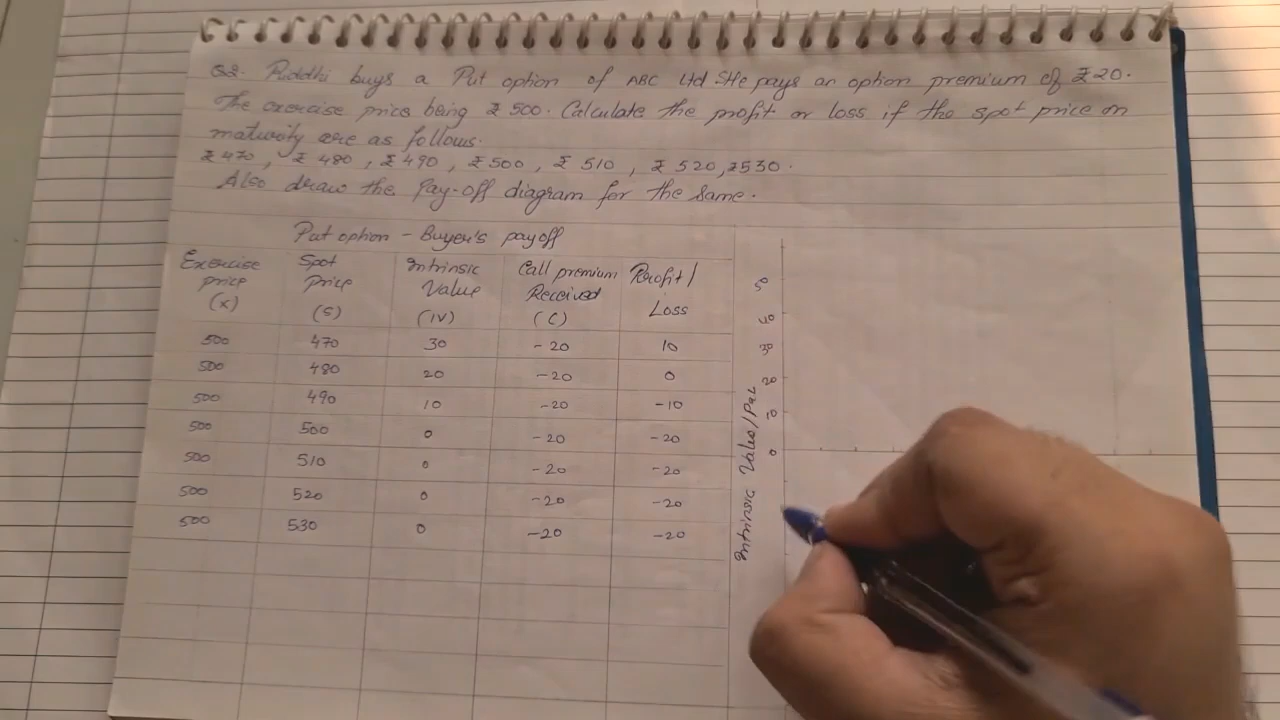 Q2. Riddhi buys a Put option of ABC Ltd. SHe pays an option premium of ₹20.
The exercise price being ₹500. Calculate the profit or loss if the spot price on
maturity are as follows.
₹470, ₹480, ₹490, ₹500, ₹510, ₹520, ₹530.
Also draw the Pay-off diagram for the same.
Put option - Buyer's payoff
Exercise price (X) Spot Price (S) Intrinsic Value (IV) Call premium Received (C) Profit/Loss
500 470 30 -20 10
500 480 20 -20 0
500 490 10 -20 -10
500 500 0 -20 -20
500 510 0 -20 -20
500 520 0 -20 -20
500 530 0 -20 -20
Intrinsic Value/Pay
50
40
30
20
10
0